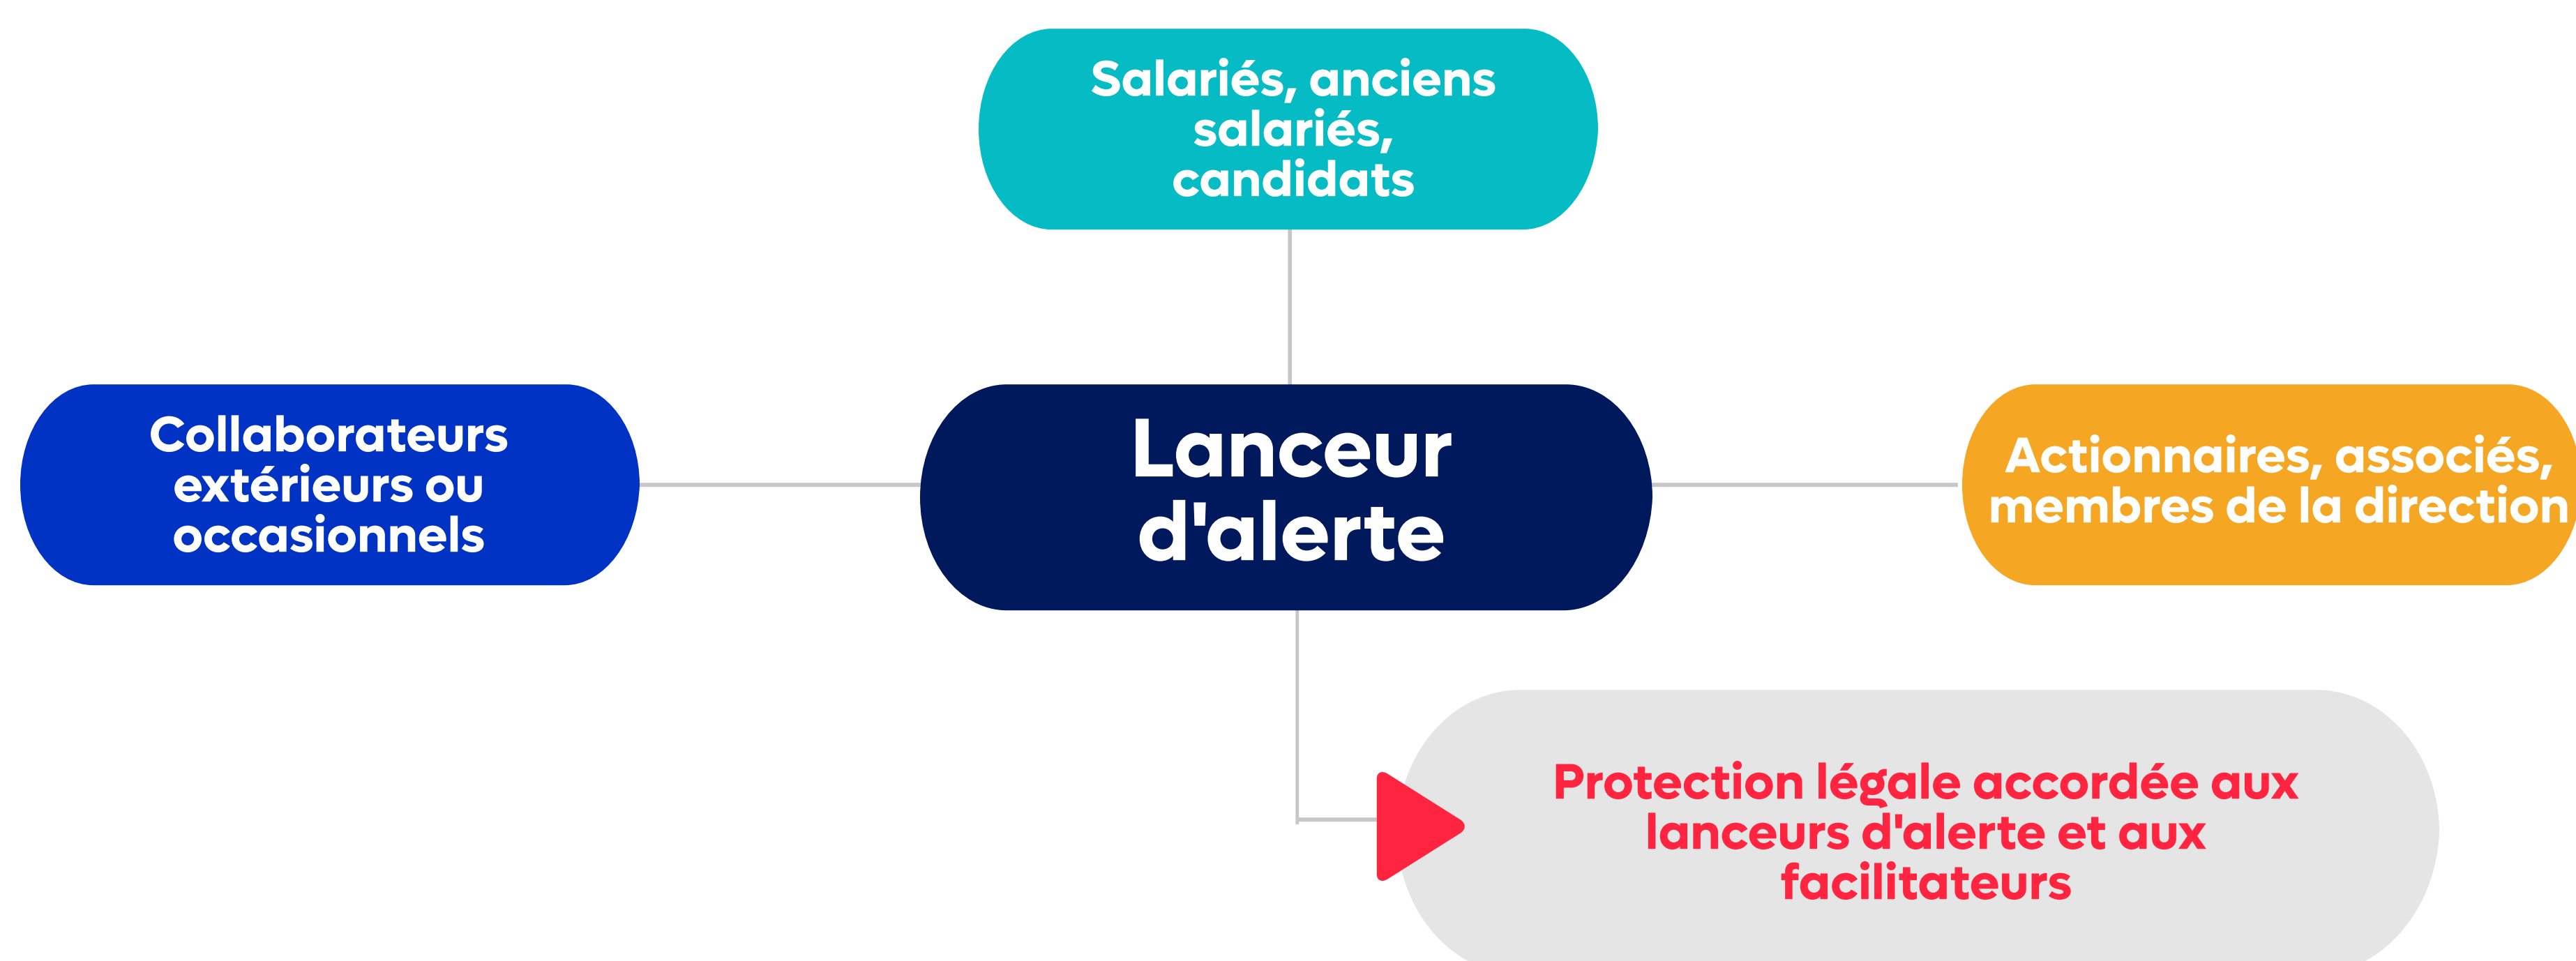 Salariés, anciens
salariés,
candidats
Collaborateurs
extérieurs ou
occasionnels
Lanceur
d'alerte
Actionnaires, associés,
membres de la direction
Protection légale accordée aux
lanceurs d'alerte et aux
facilitateurs